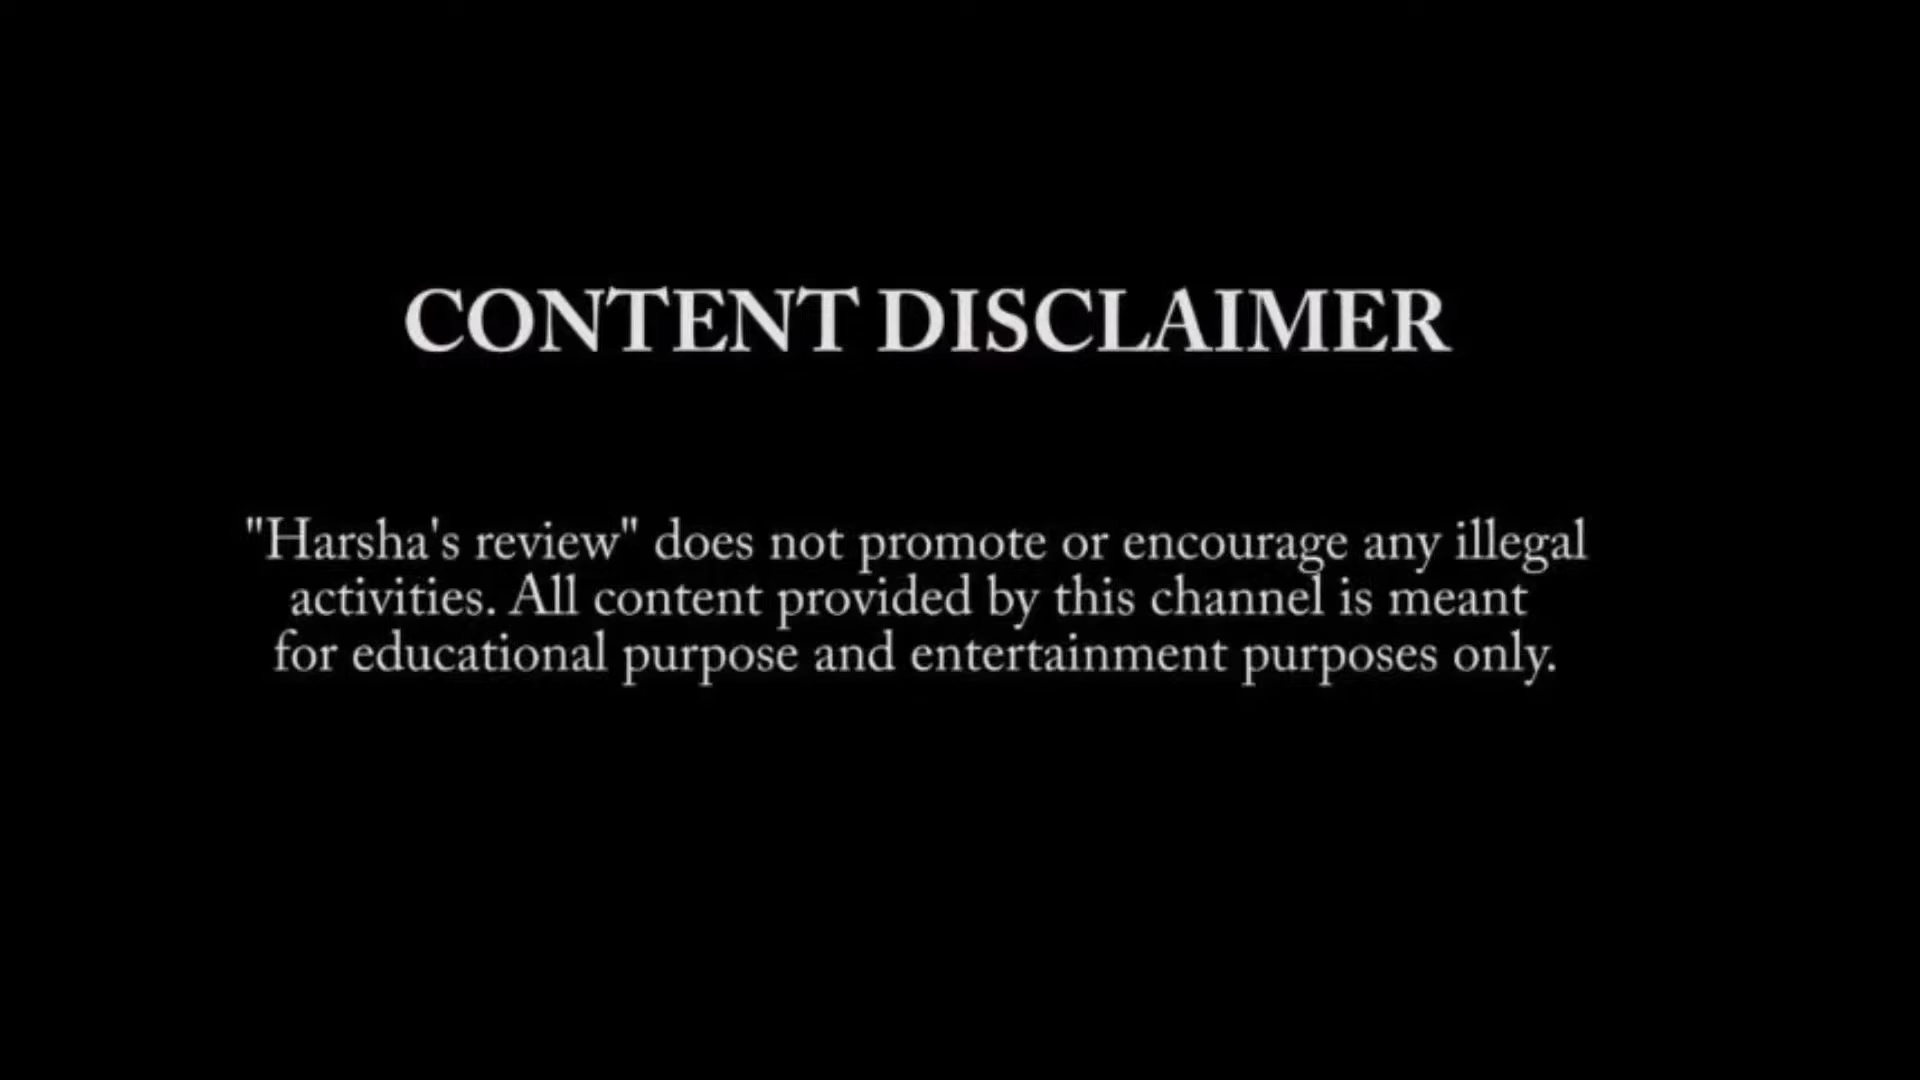 CONTENT DISCLAIMER
"Harsha's review" does not promote or encourage any illegal
activities. All content provided by this channel is meant
for educational purpose and entertainment purposes only.